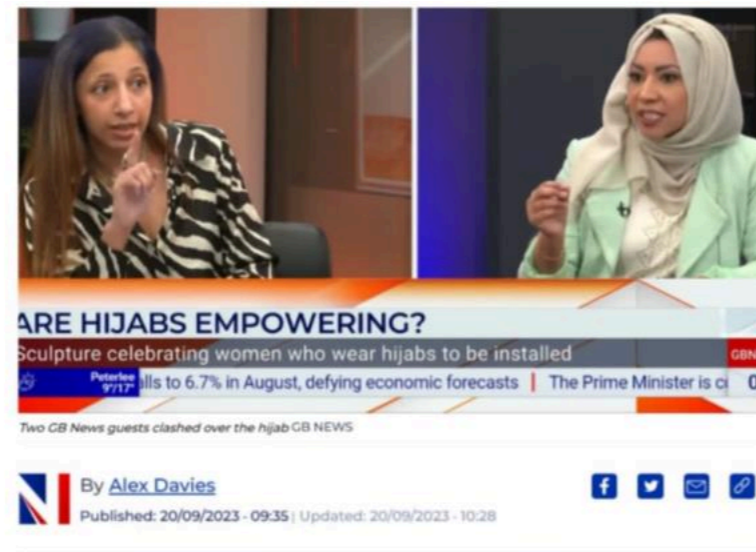 ARE HIJABS EMPOWERING?
Sculpture celebrating women who wear hijabs to be installed
GBN
Peterlee
9°/17°
alls to 6.7% in August, defying economic forecasts | The Prime Minister is
Two GB News guests clashed over the hijab GB NEWS
By Alex Davies
Published: 20/09/2023 - 09:35 | Updated: 20/09/2023 - 10:28